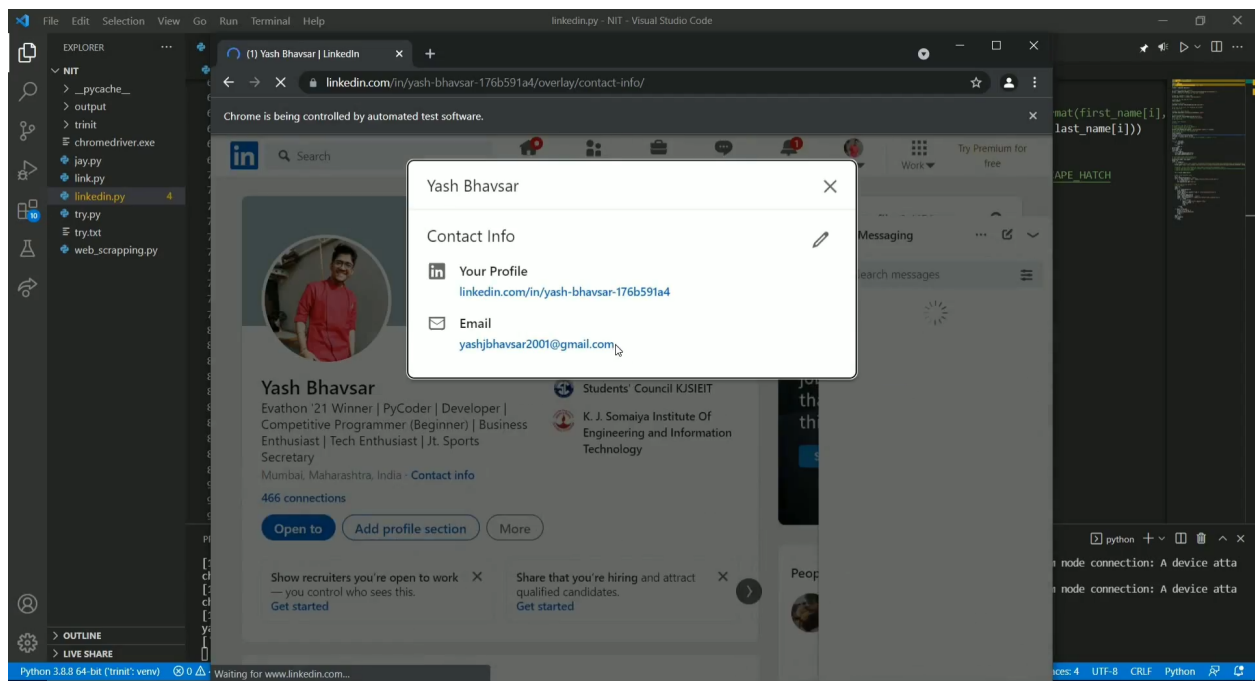 File Edit Selection View Go Run Terminal Help
linkedin.py - NIT - Visual Studio Code
EXPLORER
NIT
__pycache__
output
trinit
chromedriver.exe
jay.py
link.py
linkedin.py 4
try.py
try.txt
web_scrapping.py
10
OUTLINE
LIVE SHARE
(1) Yash Bhavsar | LinkedIn
linkedin.com/in/yash-bhavsar-176b591a4/overlay/contact-info/
Chrome is being controlled by automated test software.
in
Search
Work
Try Premium for
free
Yash Bhavsar
Contact Info
in
Your Profile
linkedin.com/in/yash-bhavsar-176b591a4
Email
yashjbhavsar2001@gmail.com
Messaging
Search messages
Yash Bhavsar
Evathon '21 Winner | PyCoder | Developer |
Competitive Programmer (Beginner) | Business
Enthusiast | Tech Enthusiast | Jt. Sports
Secretary
Mumbai, Maharashtra, India · Contact info
466 connections
Students' Council KJSIEIT
K. J. Somaiya Institute Of
Engineering and Information
Technology
Open to
Add profile section
More
Show recruiters you're open to work
— you control who sees this.
Get started
Share that you're hiring and attract
qualified candidates.
Get started
Waiting for www.linkedin.com...
mat(first_name[i],
last_name[i]))
APE_HATCH
python
node connection: A device atta
node connection: A device atta
Python 3.8.8 64-bit ('trinit': venv) 0
ces: 4 UTF-8 CRLF Python